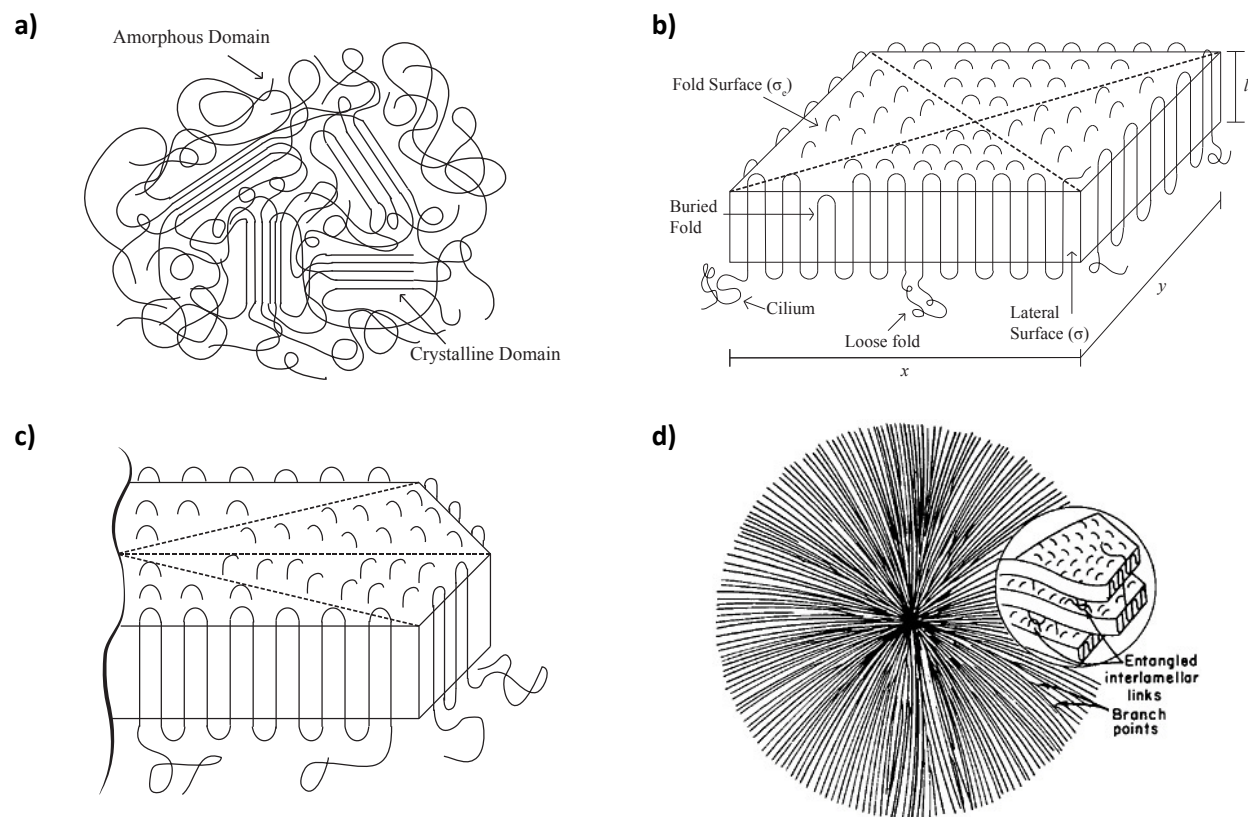 a)
Amorphous Domain
Crystalline Domain
b)
Fold Surface (σₑ)
l
Buried
Fold
Cilium
Loose fold
Lateral
Surface (σ)
y
x
c)
d)
Entangled
interlamellar
links
Branch
points